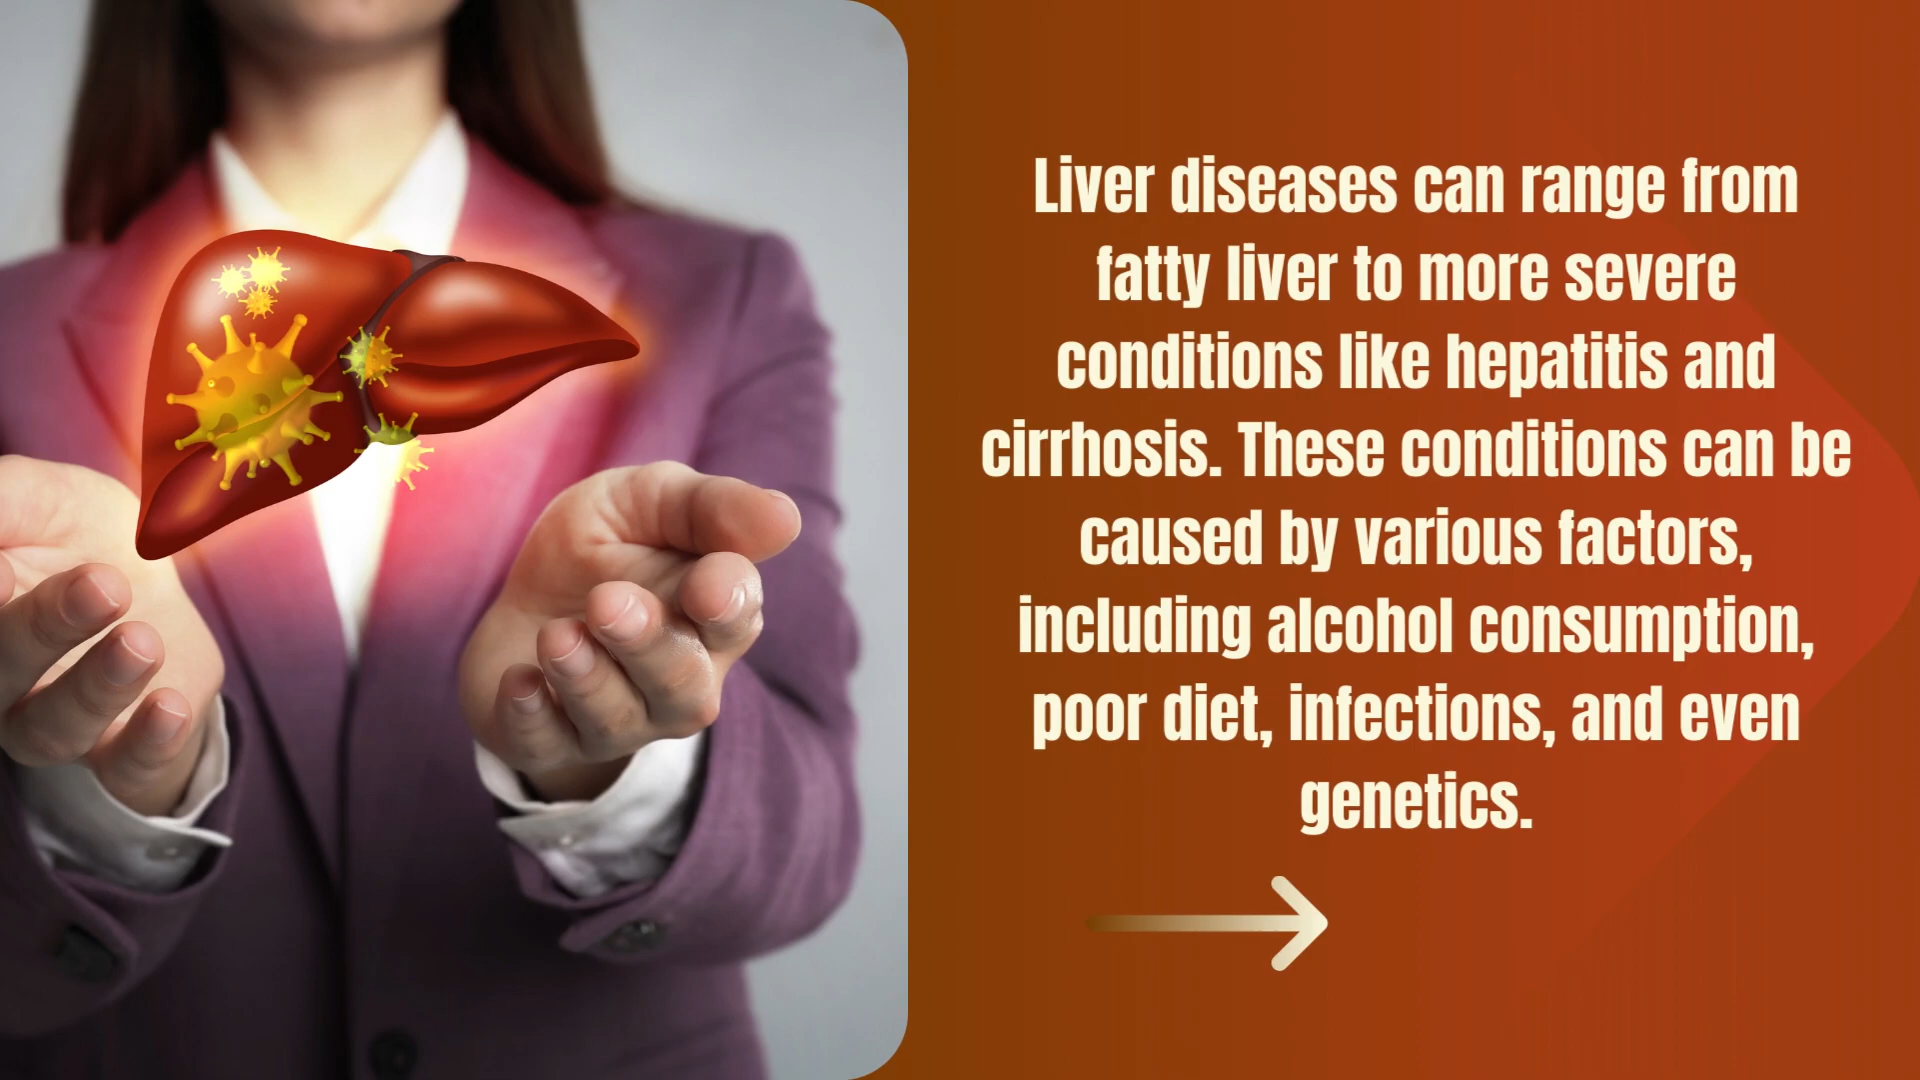 Liver diseases can range from
fatty liver to more severe
conditions like hepatitis and
cirrhosis. These conditions can be
caused by various factors,
including alcohol consumption,
poor diet, infections, and even
genetics.